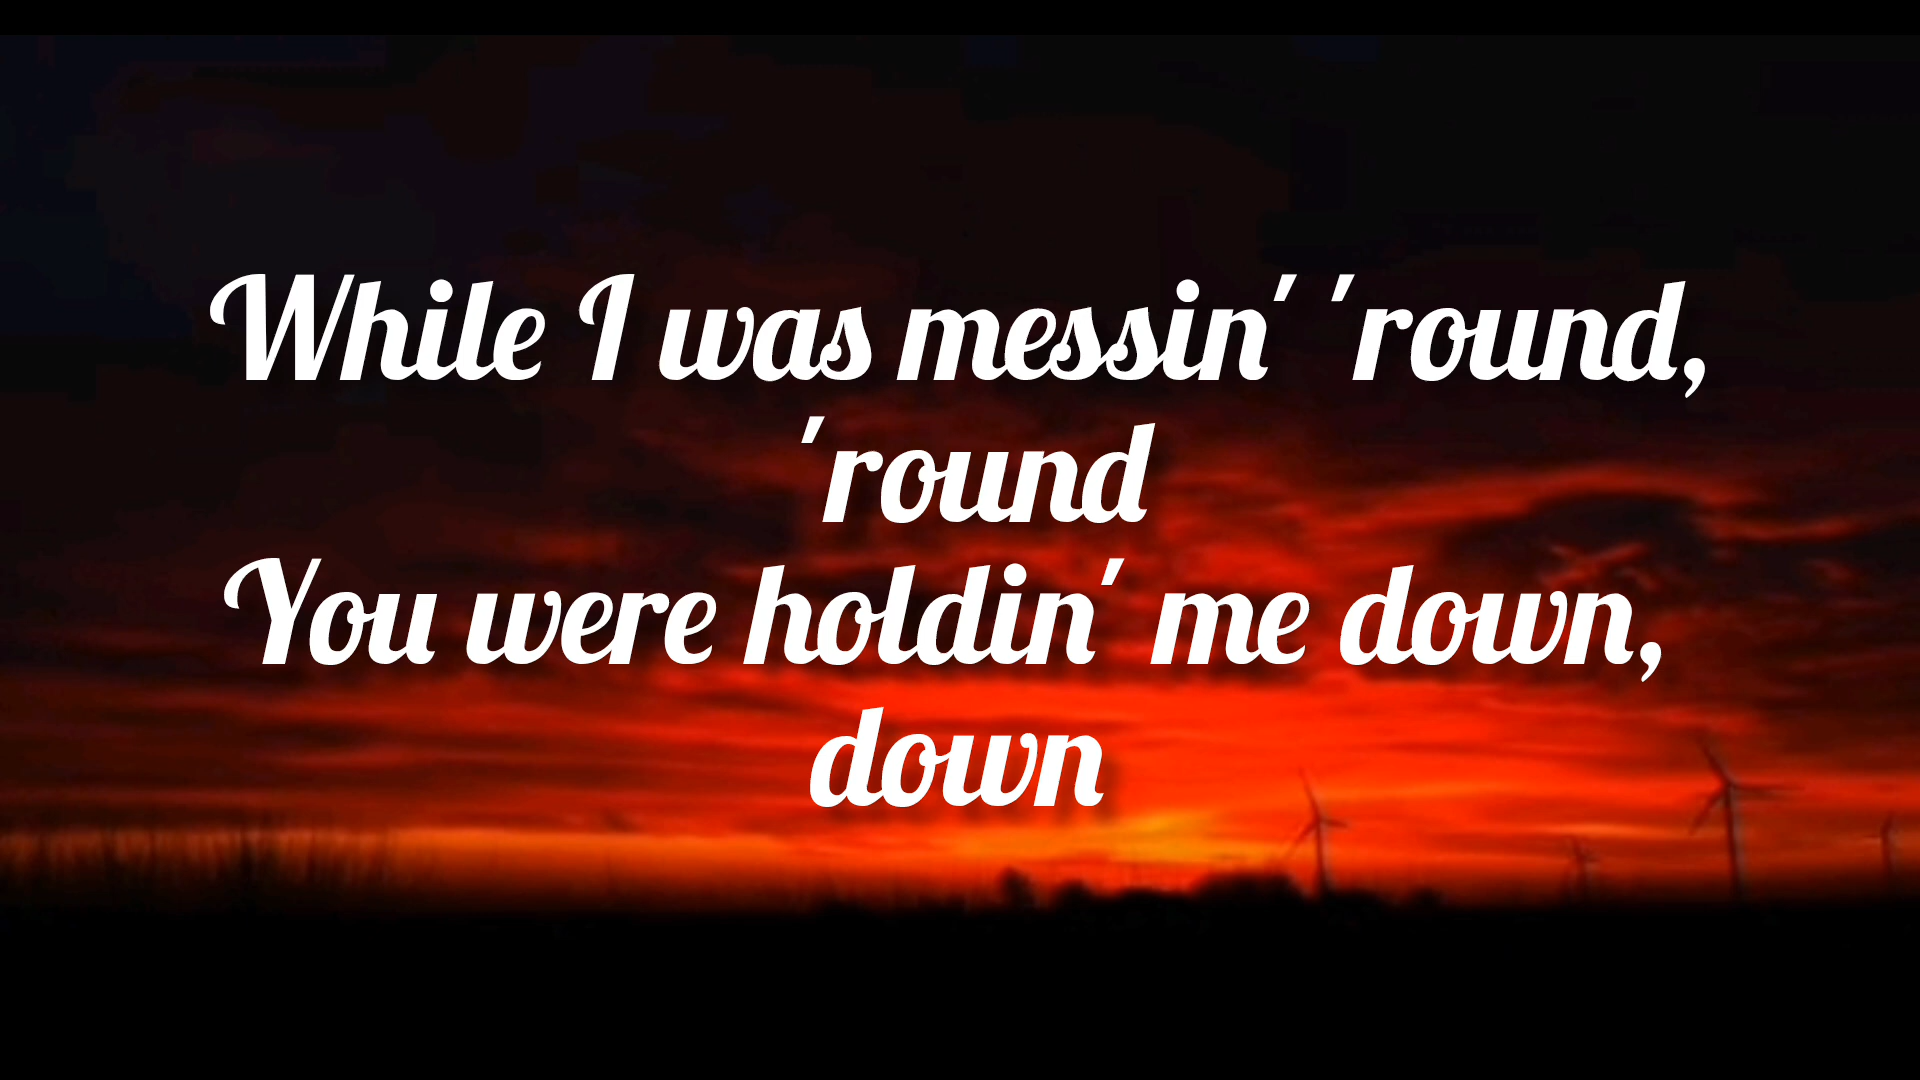 While I was messin' 'round,
'round
You were holdin' me down,
down